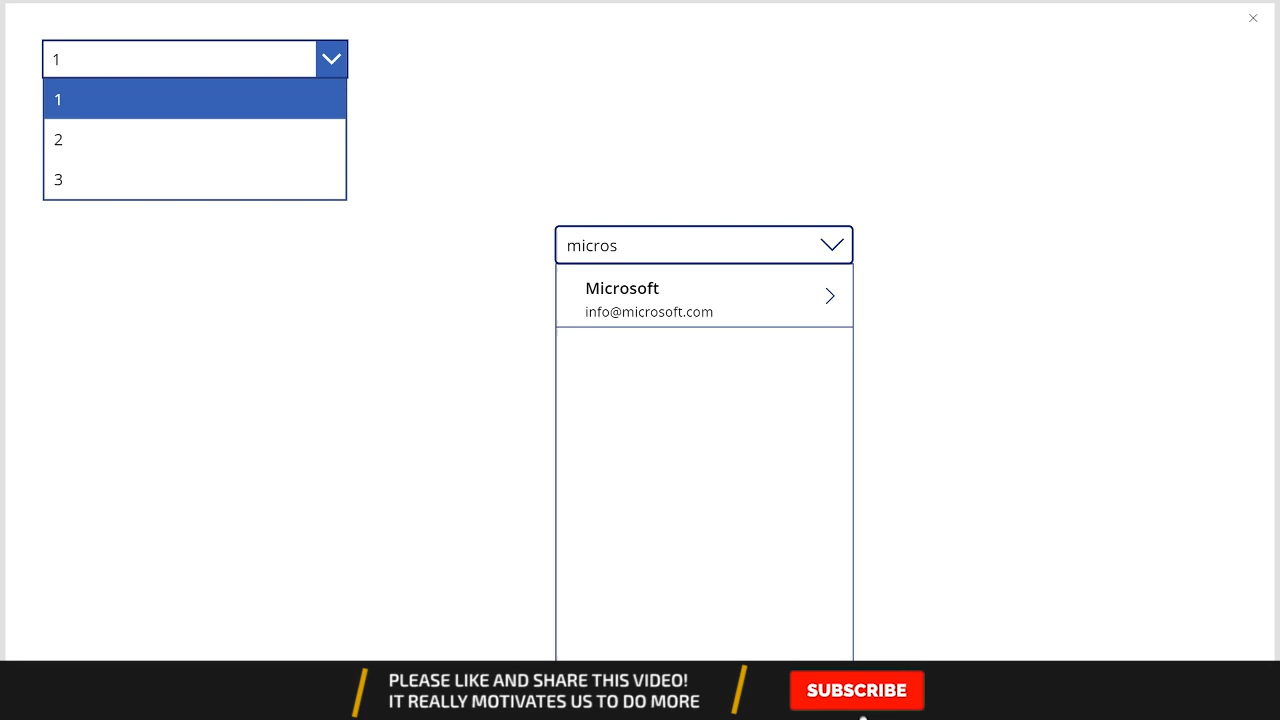 1
1
2
3
micros
Microsoft
info@microsoft.com
PLEASE LIKE AND SHARE THIS VIDEO!
IT REALLY MOTIVATES US TO DO MORE
SUBSCRIBE